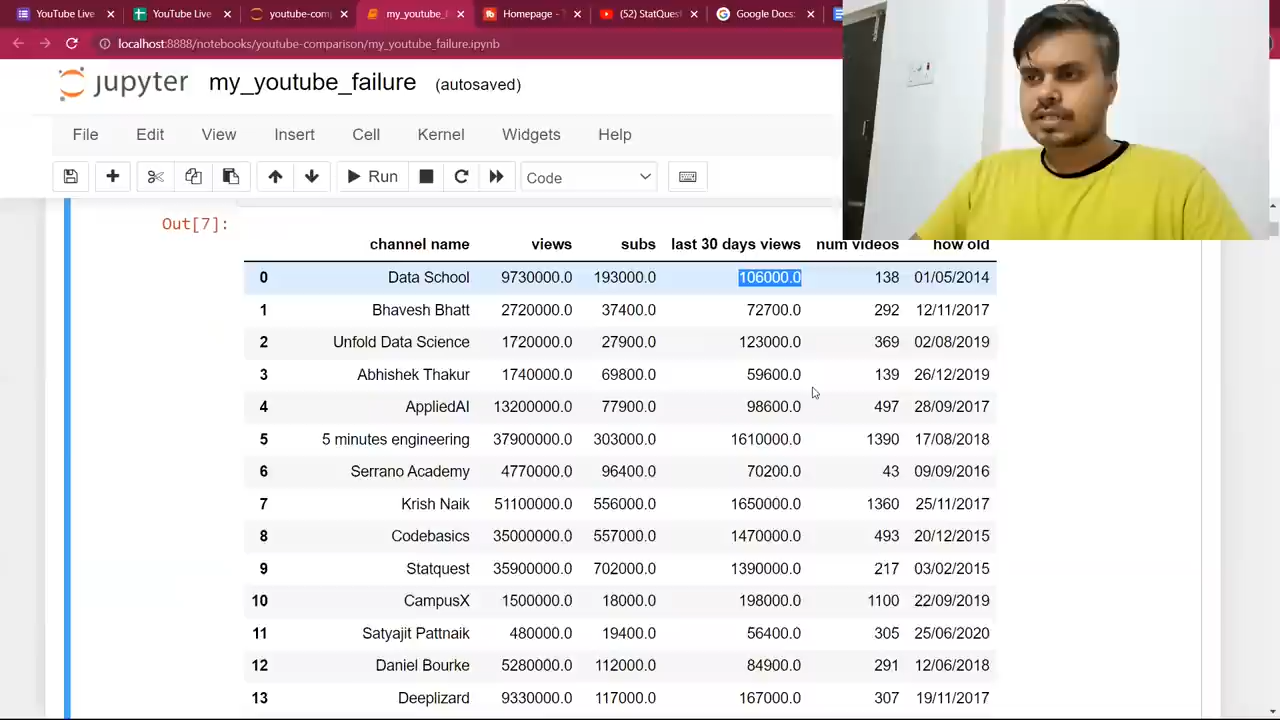 YouTube Live
YouTube Live
youtube-com
my_youtube_f
Homepage - T
(52) StatQues
Google Docs:
localhost:8888/notebooks/youtube-comparison/my_youtube_failure.ipynb
jupyter my_youtube_failure (autosaved)
File Edit View Insert Cell Kernel Widgets Help
Run Code
Out[7]:
channel name views subs last 30 days views num videos how old
0 Data School 9730000.0 193000.0 106000.0 138 01/05/2014
1 Bhavesh Bhatt 2720000.0 37400.0 72700.0 292 12/11/2017
2 Unfold Data Science 1720000.0 27900.0 123000.0 369 02/08/2019
3 Abhishek Thakur 1740000.0 69800.0 59600.0 139 26/12/2019
4 AppliedAI 13200000.0 77900.0 98600.0 497 28/09/2017
5 5 minutes engineering 37900000.0 303000.0 1610000.0 1390 17/08/2018
6 Serrano Academy 4770000.0 96400.0 70200.0 43 09/09/2016
7 Krish Naik 51100000.0 556000.0 1650000.0 1360 25/11/2017
8 Codebasics 35000000.0 557000.0 1470000.0 493 20/12/2015
9 Statquest 35900000.0 702000.0 1390000.0 217 03/02/2015
10 CampusX 1500000.0 18000.0 198000.0 1100 22/09/2019
11 Satyajit Pattnaik 480000.0 19400.0 56400.0 305 25/06/2020
12 Daniel Bourke 5280000.0 112000.0 84900.0 291 12/06/2018
13 Deeplizard 9330000.0 117000.0 167000.0 307 19/11/2017